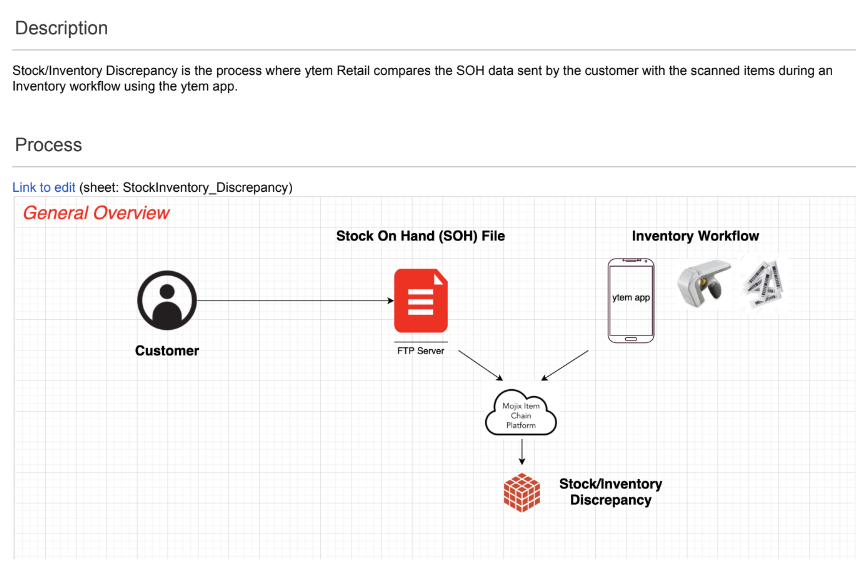 Description
Stock/Inventory Discrepancy is the process where ytem Retail compares the SOH data sent by the customer with the scanned items during an
Inventory workflow using the ytem app.
Process
Link to edit (sheet: StockInventory_Discrepancy)
General Overview
Stock On Hand (SOH) File
Inventory Workflow
ytem app
Customer
FTP Server
Mojix Item
Chain
Platform
Stock/Inventory
Discrepancy